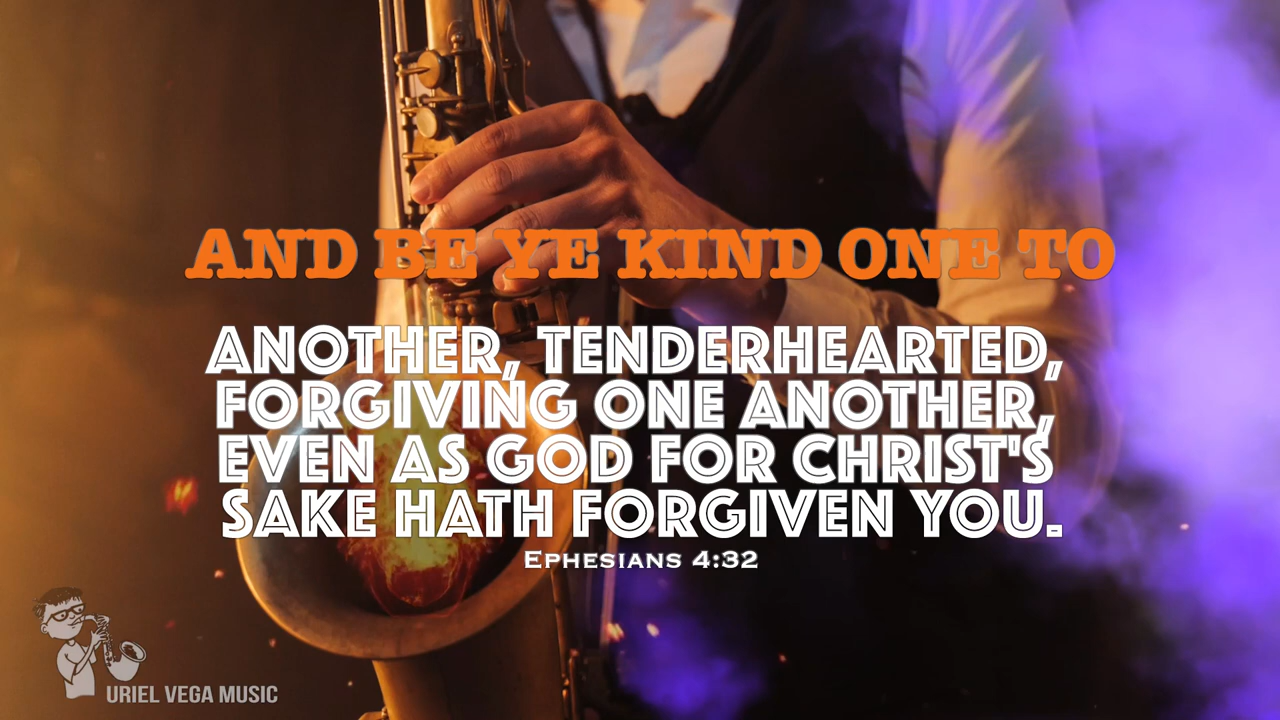 AND BE YE KIND ONE TO
ANOTHER, TENDERHEARTED,
FORGIVING ONE ANOTHER,
EVEN AS GOD FOR CHRIST'S
SAKE HATH FORGIVEN YOU.
EPHESIANS 4:32
URIEL VEGA MUSIC